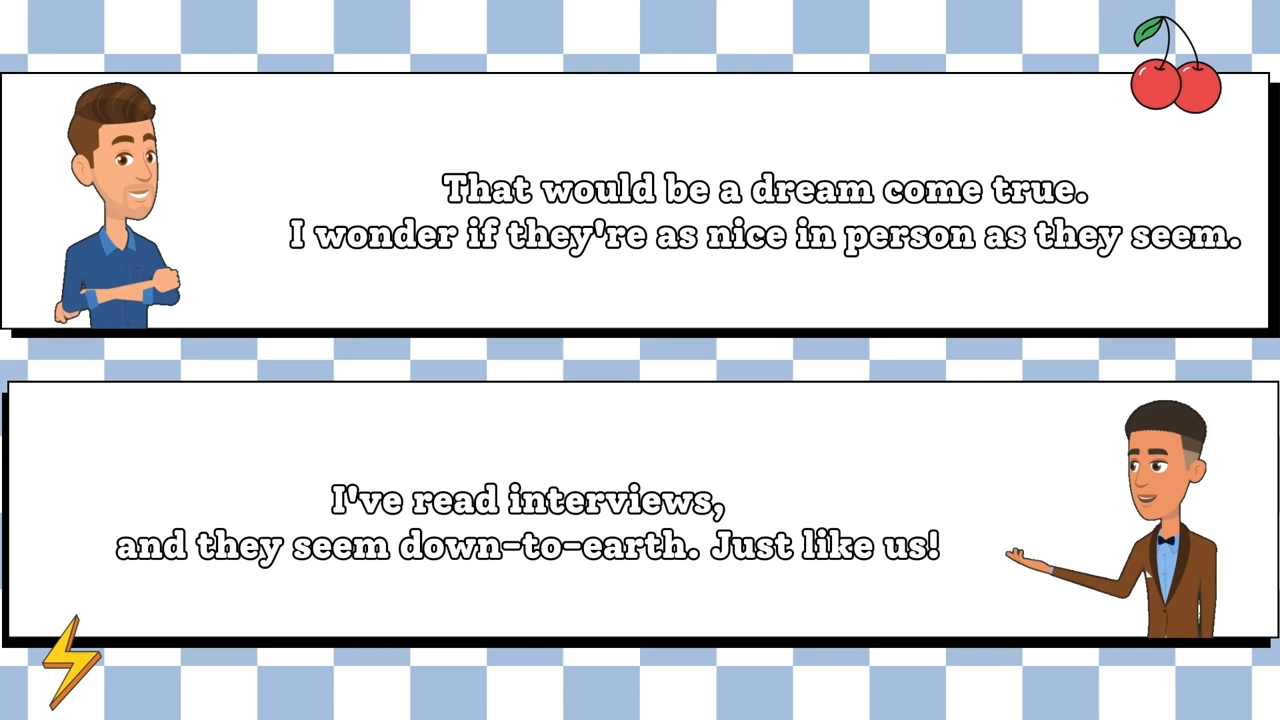 That would be a dream come true.
I wonder if they're as nice in person as they seem.
I've read interviews,
and they seem down-to-earth. Just like us!